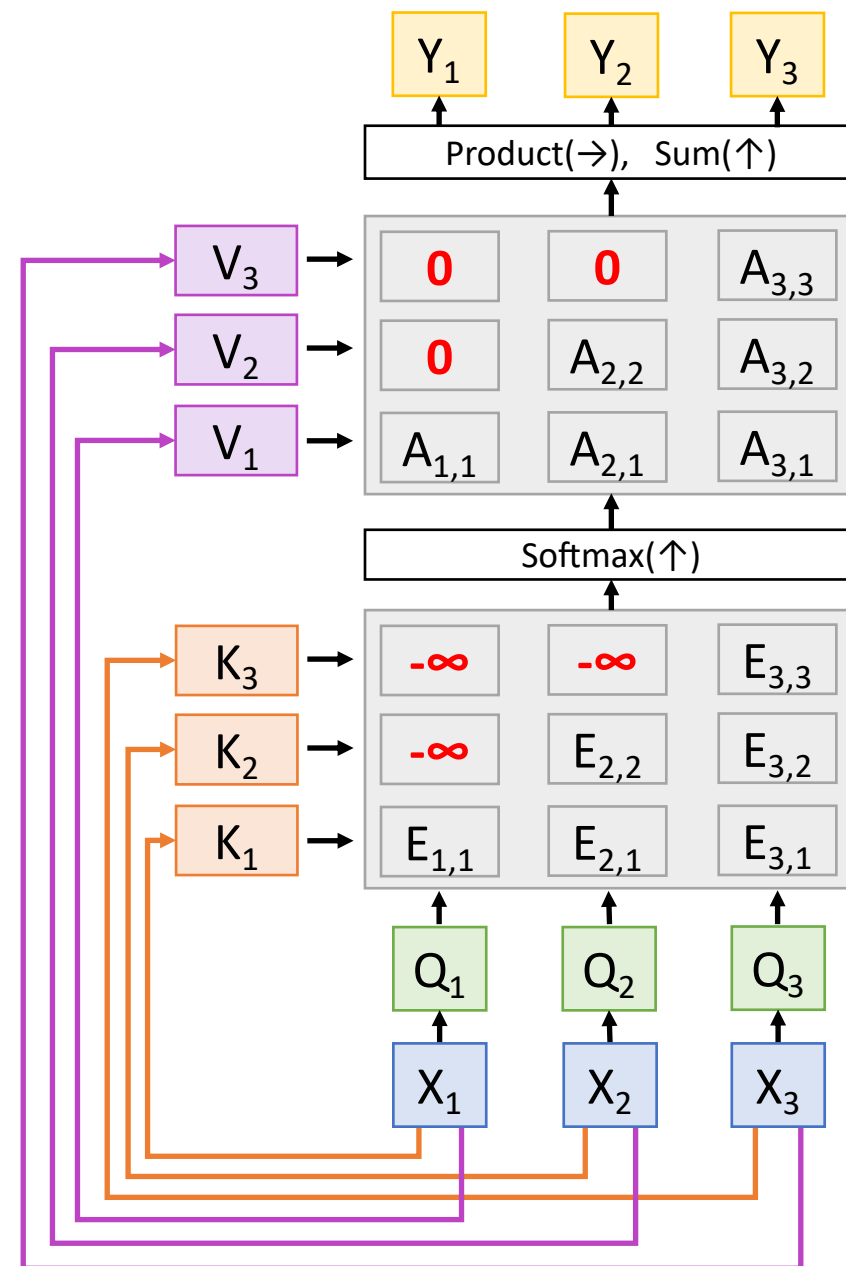 Y₁ Y₂ Y₃
Product(→), Sum(↑)
V₃ 0 0 A₃,₃
V₂ 0 A₂,₂ A₃,₂
V₁ A₁,₁ A₂,₁ A₃,₁
Softmax(↑)
K₃ -∞ -∞ E₃,₃
K₂ -∞ E₂,₂ E₃,₂
K₁ E₁,₁ E₂,₁ E₃,₁
Q₁ Q₂ Q₃
X₁ X₂ X₃